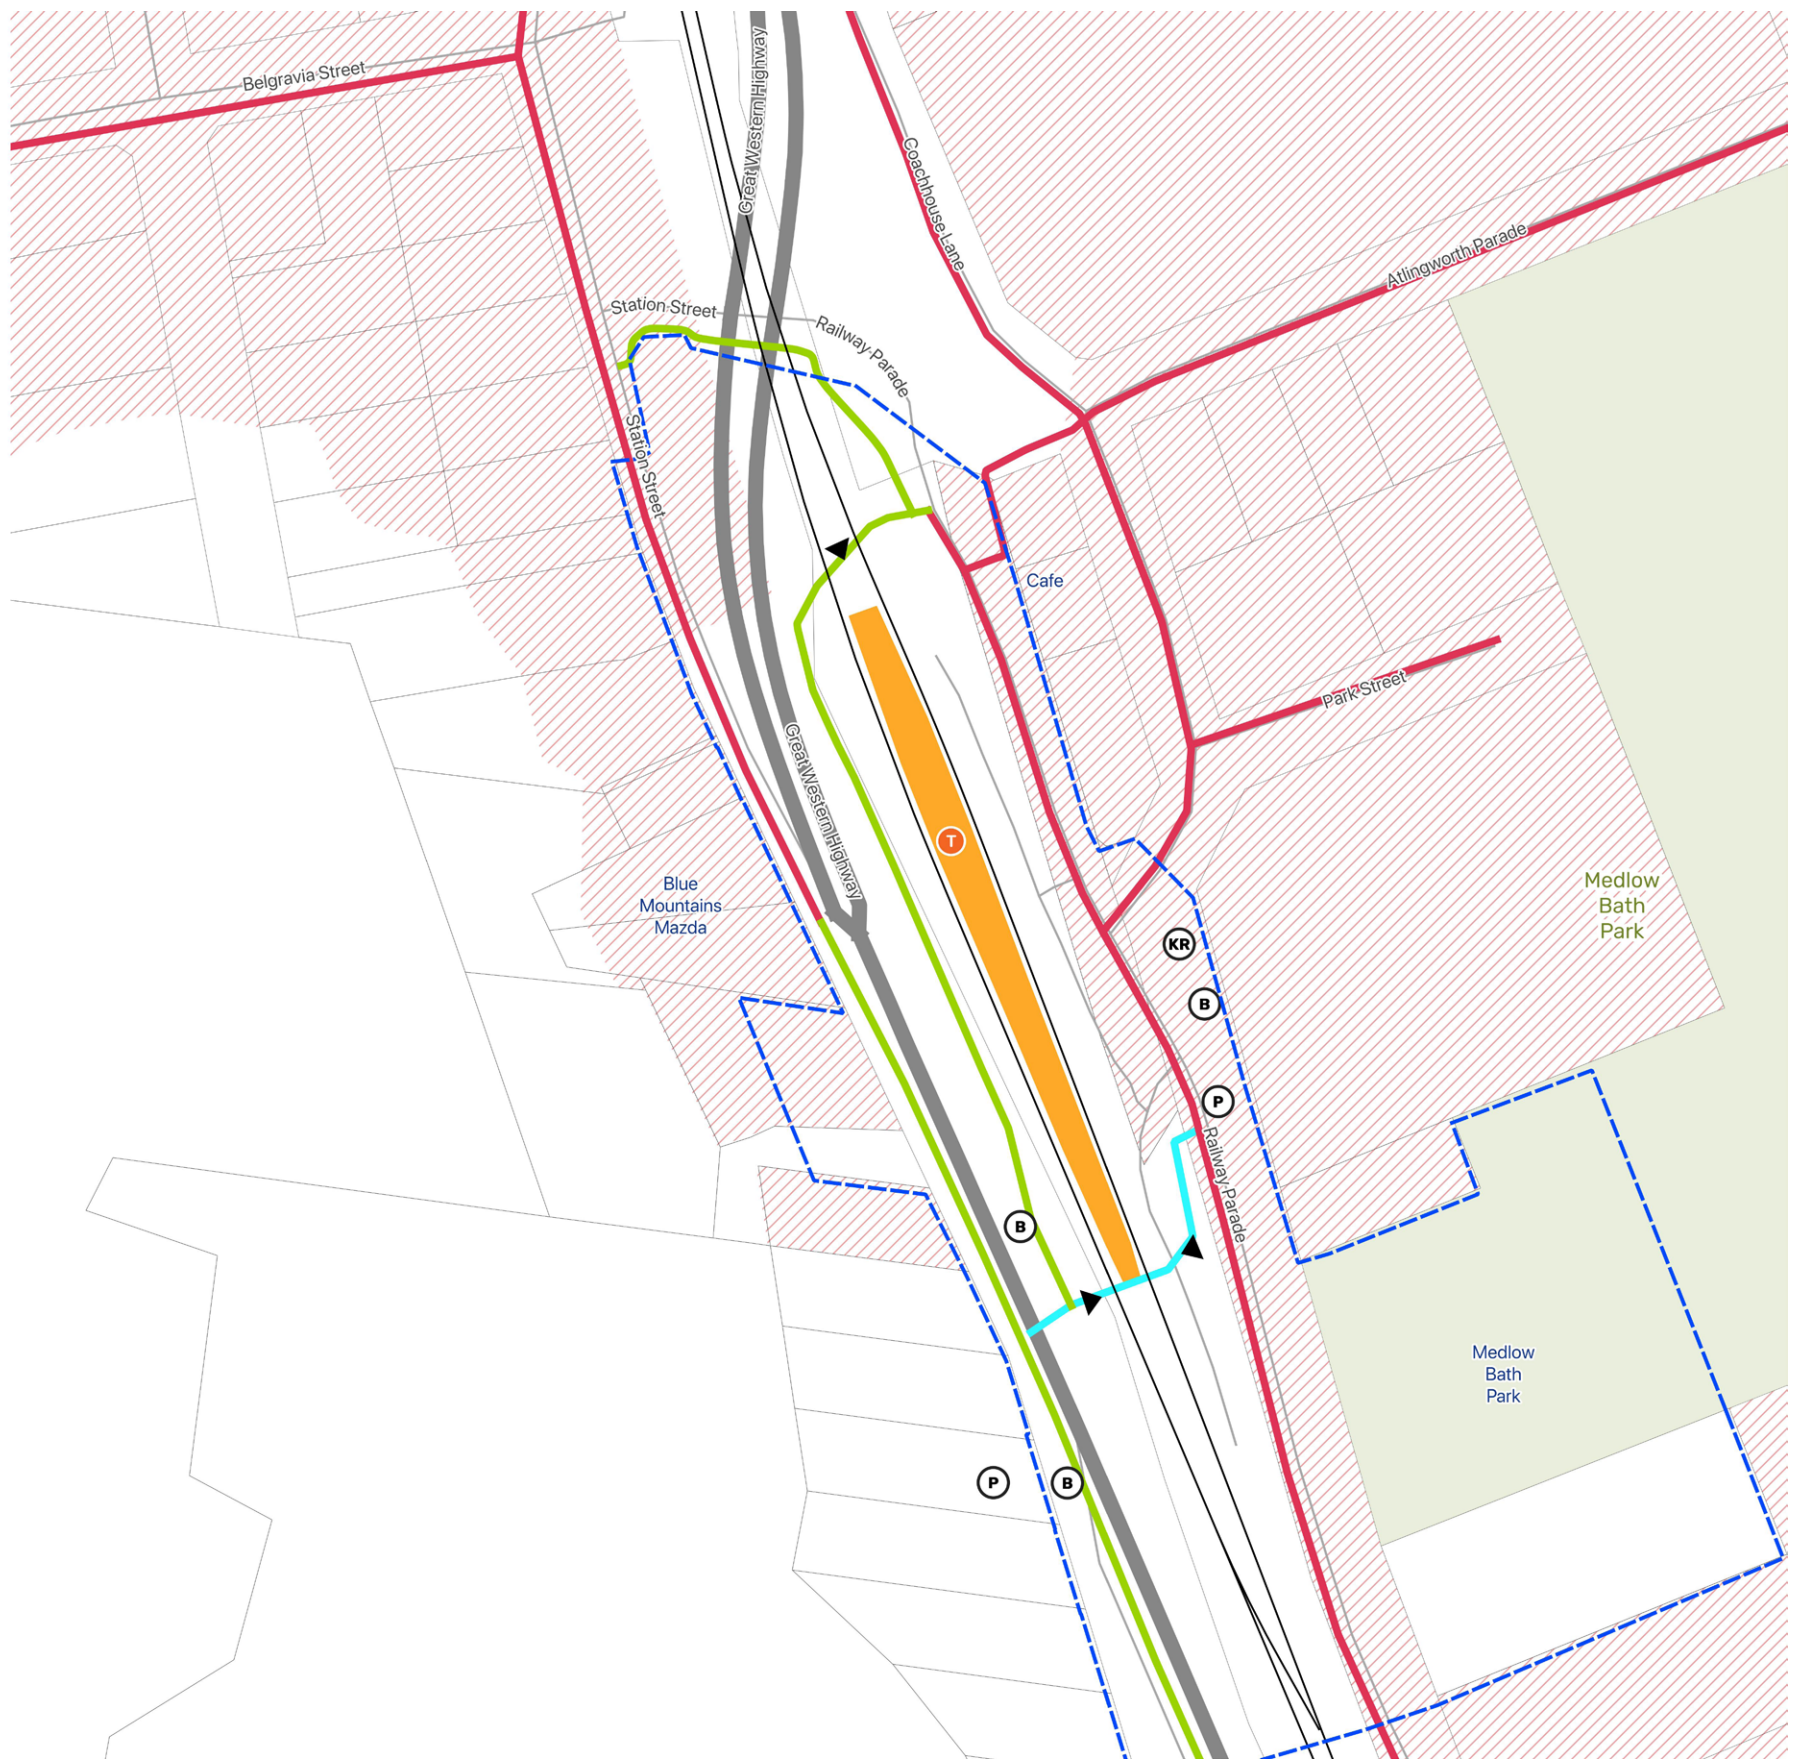 Belgravia Street
Great Western Highway
Coachhouse Lane
Atlingworth Parade
Station Street
Railway Parade
Station Street
Cafe
Park Street
Great Western Highway
T
Blue
Mountains
Mazda
Medlow
Bath
Park
KR
B
P
Railway Parade
B
Medlow
Bath
Park
P
B